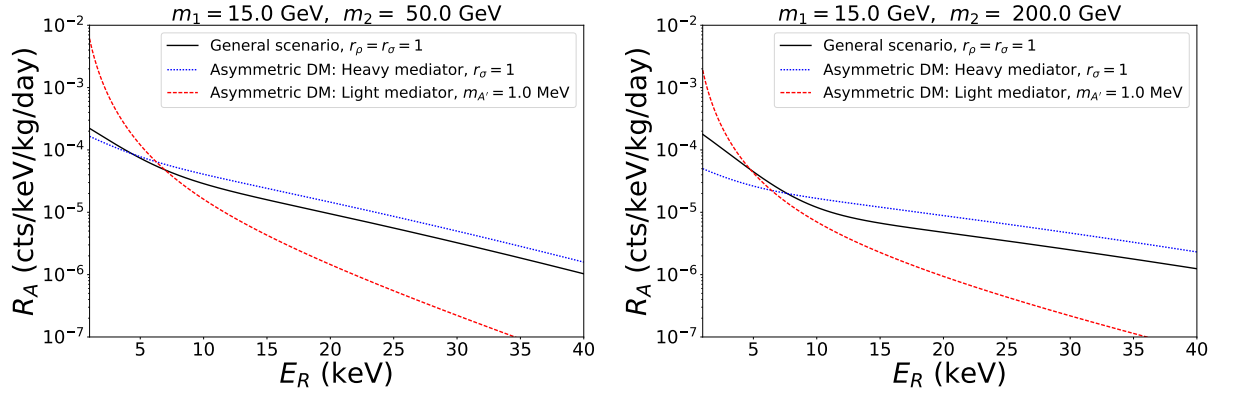 m₁ = 15.0 GeV, m₂ = 50.0 GeV
10⁻²
10⁻³
10⁻⁴
10⁻⁵
10⁻⁶
10⁻⁷
R_A (cts/keV/kg/day)
General scenario, r_ρ = r_σ = 1
Asymmetric DM: Heavy mediator, r_σ = 1
Asymmetric DM: Light mediator, m_A′ = 1.0 MeV
5 10 15 20 25 30 35 40
E_R (keV)
m₁ = 15.0 GeV, m₂ = 200.0 GeV
10⁻²
10⁻³
10⁻⁴
10⁻⁵
10⁻⁶
10⁻⁷
R_A (cts/keV/kg/day)
General scenario, r_ρ = r_σ = 1
Asymmetric DM: Heavy mediator, r_σ = 1
Asymmetric DM: Light mediator, m_A′ = 1.0 MeV
5 10 15 20 25 30 35 40
E_R (keV)